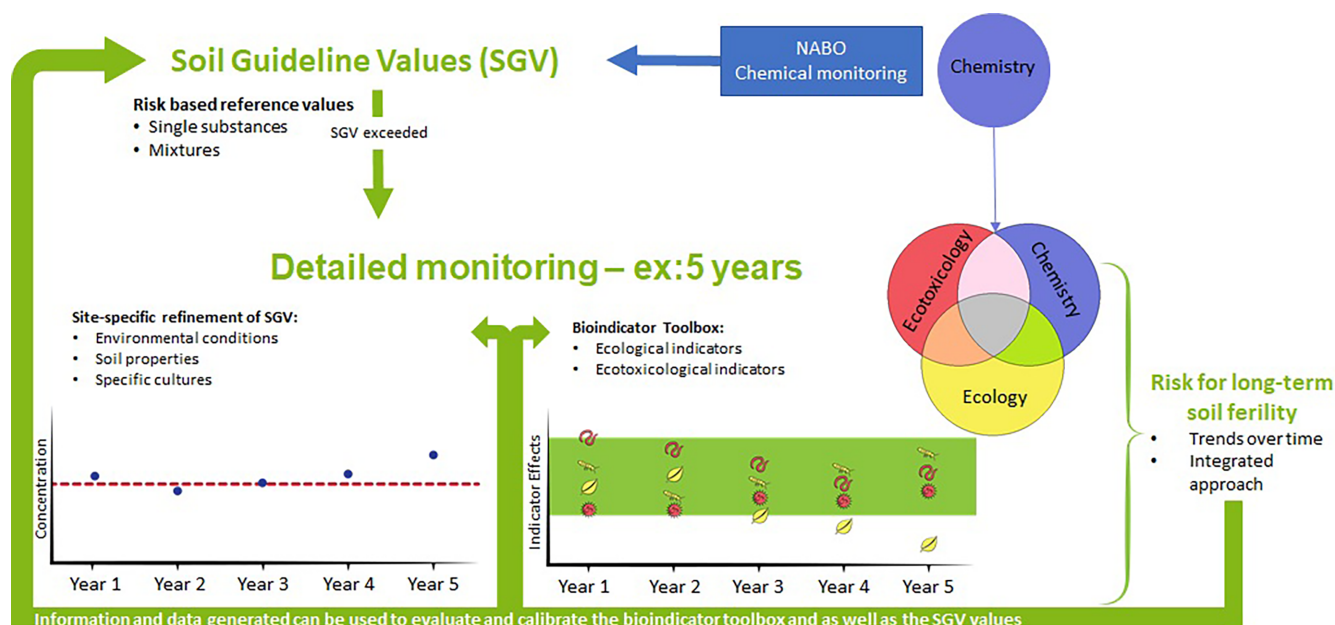 Soil Guideline Values (SGV)
NABO
Chemical monitoring
Chemistry
Risk based reference values
• Single substances
• Mixtures
SGV exceeded
Detailed monitoring – ex:5 years
Ecotoxicology
Chemistry
Ecology
Site-specific refinement of SGV:
• Environmental conditions
• Soil properties
• Specific cultures
Bioindicator Toolbox:
• Ecological indicators
• Ecotoxicological indicators
Risk for long-term
soil ferility
• Trends over time
• Integrated
approach
Concentration
Year 1 Year 2 Year 3 Year 4 Year 5
Indicator Effects
Year 1 Year 2 Year 3 Year 4 Year 5
Information and data generated can be used to evaluate and calibrate the bioindicator toolbox and as well as the SGV values